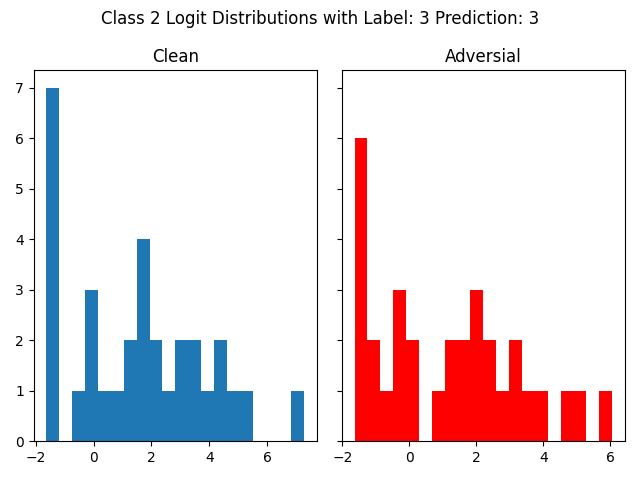 Class 2 Logit Distributions with Label: 3 Prediction: 3
Clean
Adversial
7
6
5
4
3
2
1
0
−2 0 2 4 6
−2 0 2 4 6